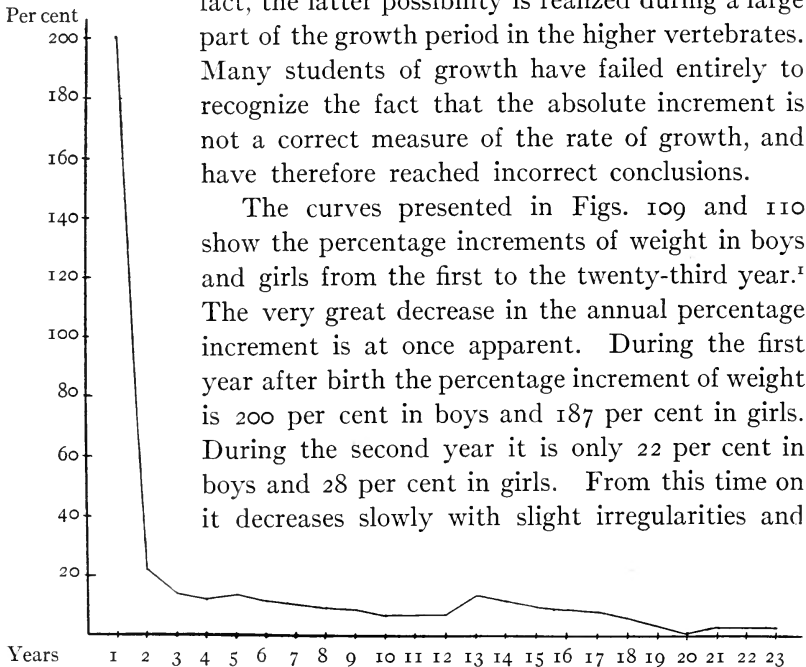 fact, the latter possibility is realized during a large
Per cent
part of the growth period in the higher vertebrates.
Many students of growth have failed entirely to
recognize the fact that the absolute increment is
not a correct measure of the rate of growth, and
have therefore reached incorrect conclusions.
The curves presented in Figs. 109 and 110
show the percentage increments of weight in boys
and girls from the first to the twenty-third year.¹
The very great decrease in the annual percentage
increment is at once apparent. During the first
year after birth the percentage increment of weight
is 200 per cent in boys and 187 per cent in girls.
During the second year it is only 22 per cent in
boys and 28 per cent in girls. From this time on
it decreases slowly with slight irregularities and
200
180
160
140
120
100
80
60
40
20
Years 1 2 3 4 5 6 7 8 9 10 11 12 13 14 15 16 17 18 19 20 21 22 23